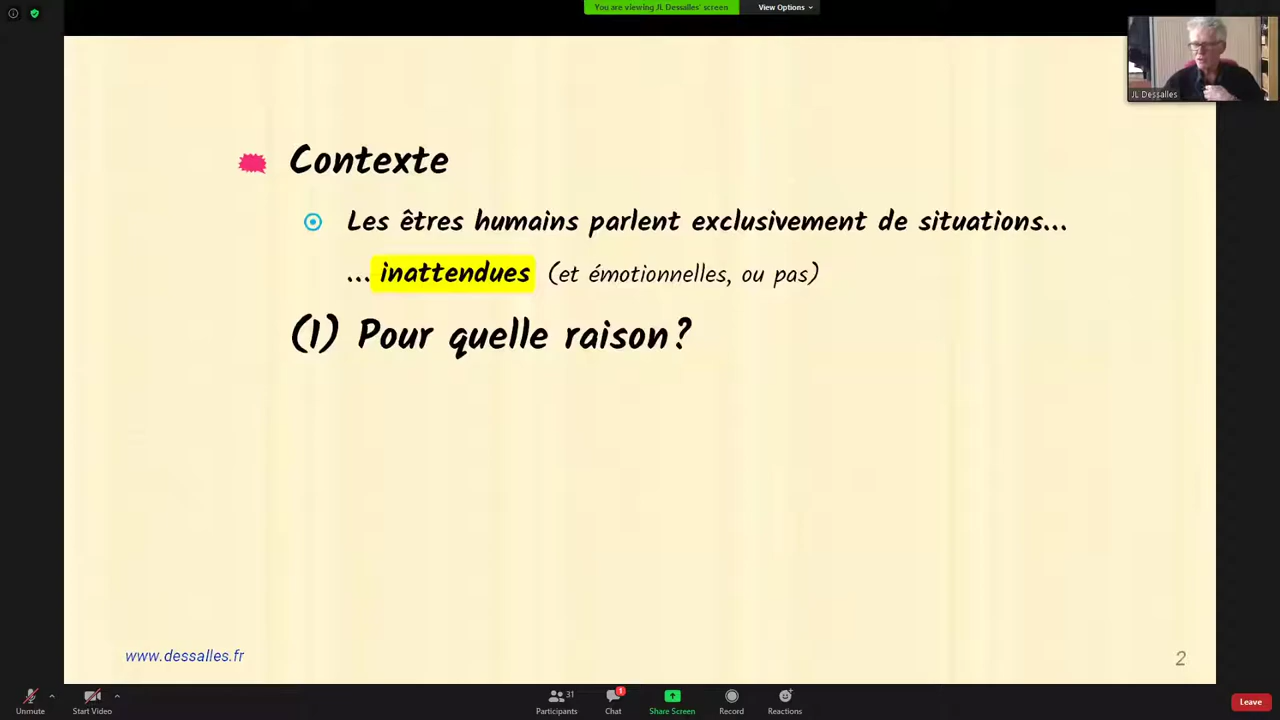 You are viewing JL Dessalles' screen
View Options
JL Dessalles
Contexte
Les êtres humains parlent exclusivement de situations...
...inattendues (et émotionnelles, ou pas)
(1) Pour quelle raison ?
www.dessalles.fr
2
Unmute
Start Video
Participants
31
Chat
1
Share Screen
Record
Reactions
Leave